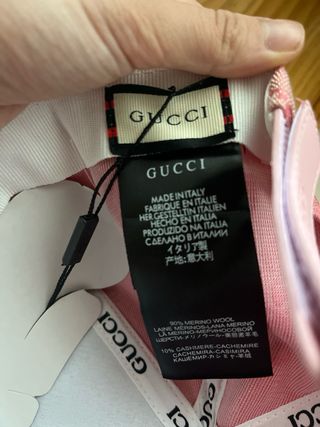 GUCCI
GUCCI
MADE IN ITALY
FABRIQUÉ EN ITALIE
HERGESTELLT IN ITALIEN
HECHO EN ITALIA
PRODUZIDO NA ITALIA
СДЕЛАНО В ИТАЛИИ
イタリア製
产地:意大利
90% MERINO WOOL
LAINE MÉRINOS-LANA MERINO
10% CASHMERE-CACHEMIRE
CACHEMIRA-CASIMIRA
GUCCI
GUCCI
GUCCI